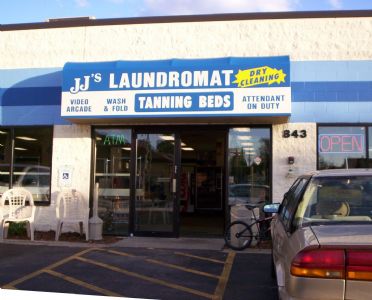 JJ's LAUNDROMAT
DRY CLEANING
VIDEO ARCADE
WASH & FOLD
TANNING BEDS
ATTENDANT ON DUTY
ATM
843
OPEN